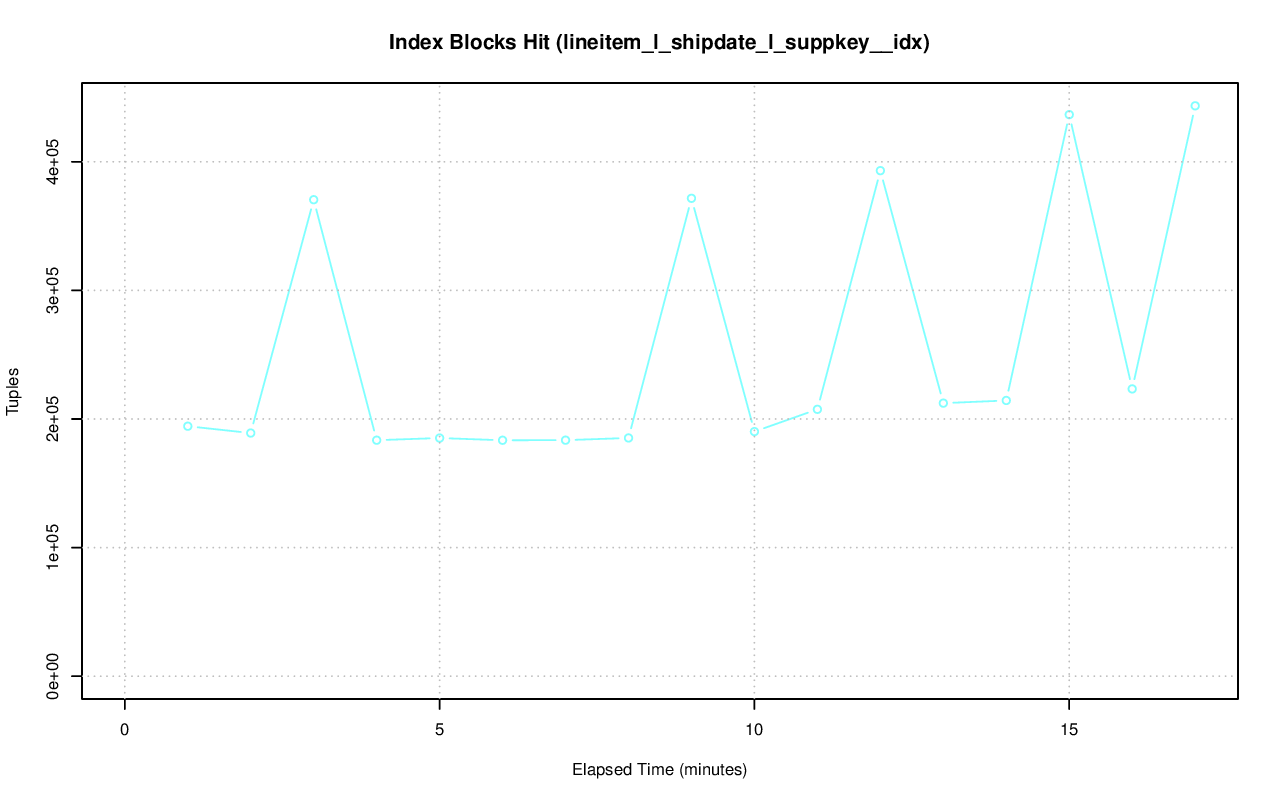 Index Blocks Hit (lineitem_l_shipdate_l_suppkey__idx)
Tuples
4e+05
3e+05
2e+05
1e+05
0e+00
0 5 10 15
Elapsed Time (minutes)